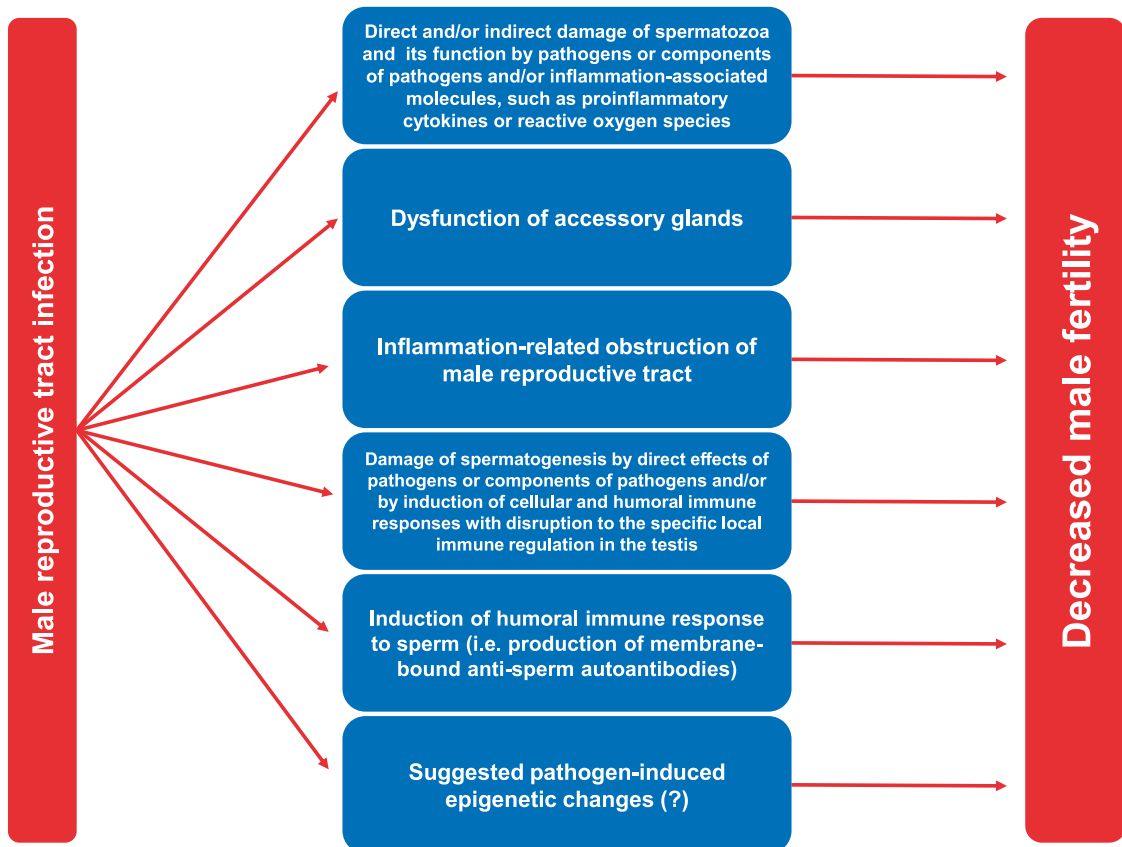 Male reproductive tract infection
Direct and/or indirect damage of spermatozoa
and its function by pathogens or components
of pathogens and/or inflammation-associated
molecules, such as proinflammatory
cytokines or reactive oxygen species
Dysfunction of accessory glands
Inflammation-related obstruction of
male reproductive tract
Damage of spermatogenesis by direct effects of
pathogens or components of pathogens and/or
by induction of cellular and humoral immune
responses with disruption to the specific local
immune regulation in the testis
Induction of humoral immune response
to sperm (i.e. production of membrane-
bound anti-sperm autoantibodies)
Suggested pathogen-induced
epigenetic changes (?)
Decreased male fertility